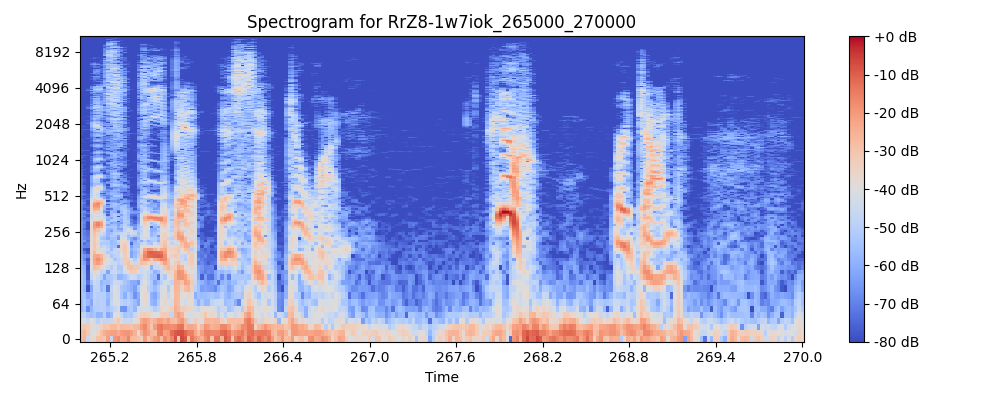 Spectrogram for RrZ8-1w7iok_265000_270000
Hz
8192
4096
2048
1024
512
256
128
64
0
265.2 265.8 266.4 267.0 267.6 268.2 268.8 269.4 270.0
Time
+0 dB
-10 dB
-20 dB
-30 dB
-40 dB
-50 dB
-60 dB
-70 dB
-80 dB